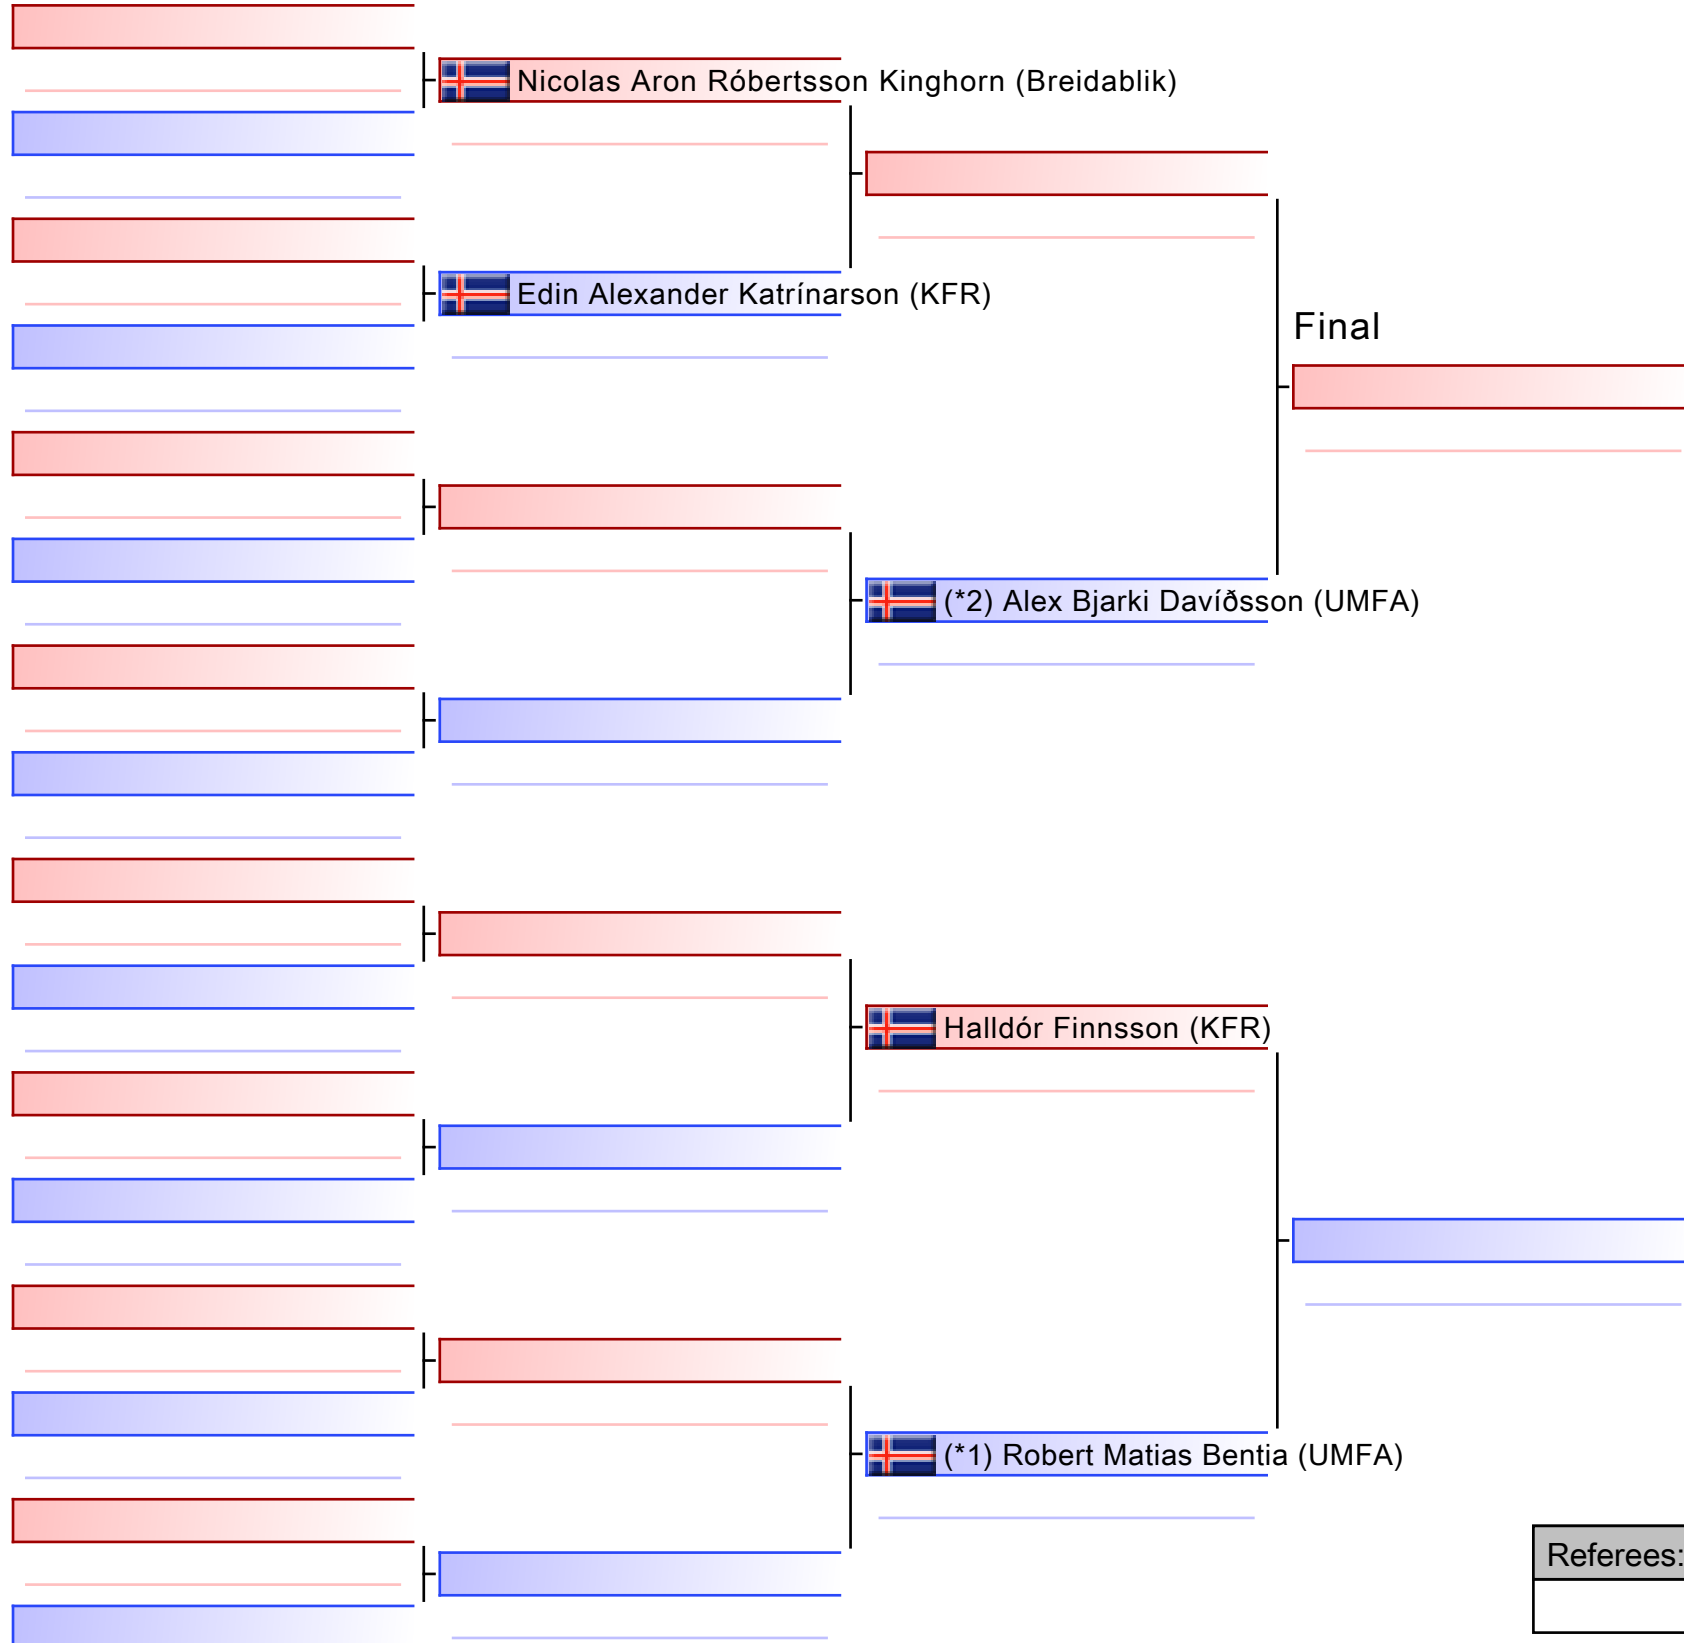 Nicolas Aron Róbertsson Kinghorn (Breidablik)
Edin Alexander Katrínarson (KFR)
Final
(*2) Alex Bjarki Davíðsson (UMFA)
Halldór Finnsson (KFR)
(*1) Robert Matias Bentia (UMFA)
Referees: